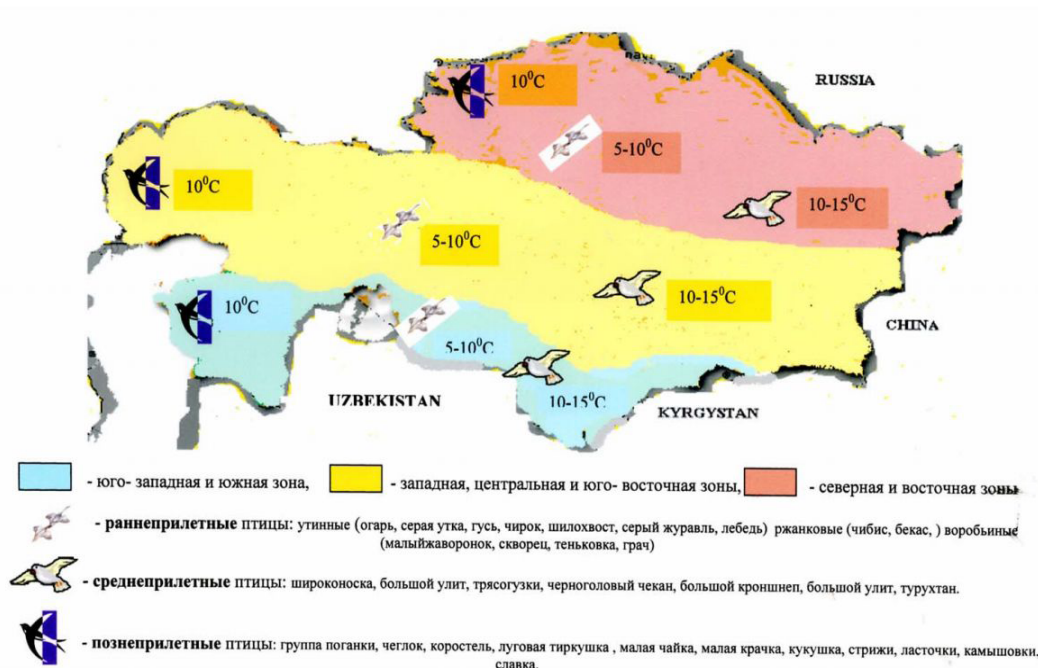 RUSSIA
10⁰C
5-10⁰C
10⁰C
10-15⁰C
5-10⁰C
10-15⁰C
10⁰C
CHINA
5-10⁰C
UZBEKISTAN
10-15⁰C
KYRGYSTAN
- юго- западная и южная зона,
- западная, центральная и юго- восточная зоны,
- северная и восточная зоны
- раннеприлетные птицы: утинные (огарь, серая утка, гусь, чирок, шилохвост, серый журавль, лебедь) ржанковые (чибис, бекас, ) воробьиные
(малыйжаворонок, скворец, теньковка, грач)
- среднеприлетные птицы: широконоска, большой улит, трясогузки, черноголовый чекан, большой кроншнеп, большой улит, турухтан.
- познеприлетные птицы: группа поганки, чеглок, коростель, луговая тиркушка , малая чайка, малая крачка, кукушка, стрижи, ласточки, камышовки,
славка.